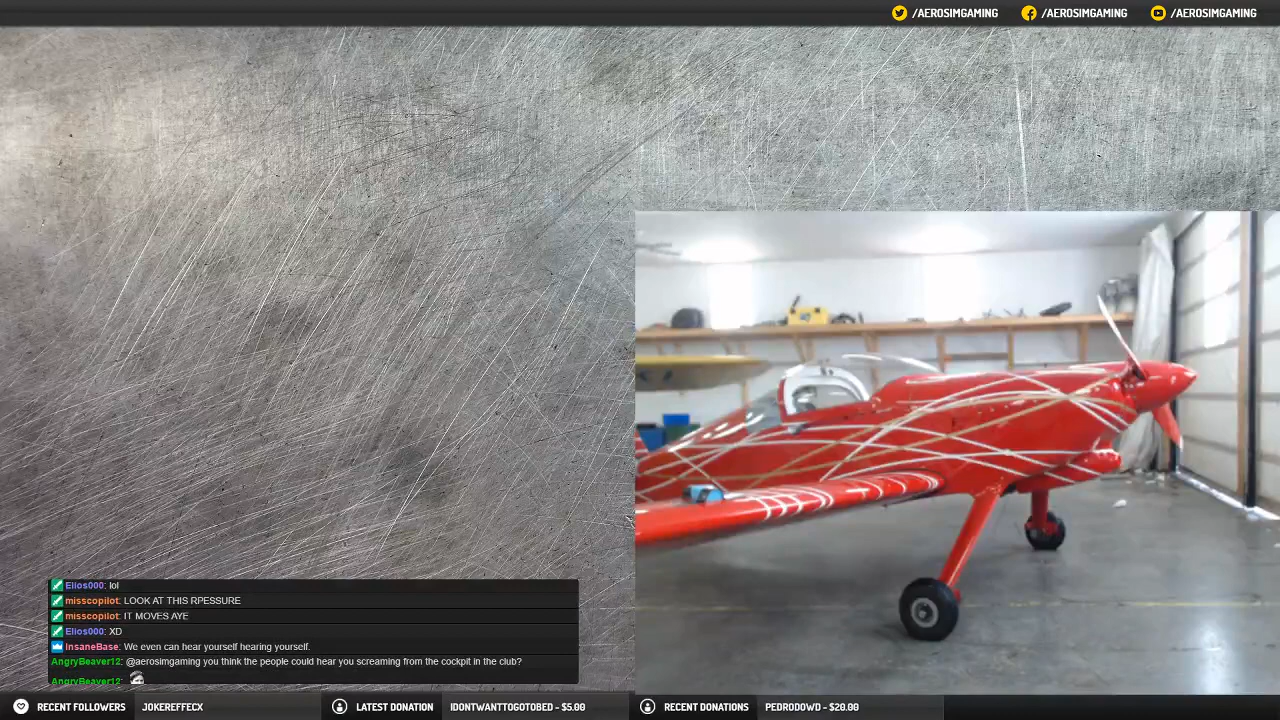 /AEROSIMGAMING /AEROSIMGAMING /AEROSIMGAMING
Elios000: lol
misscopilot: LOOK AT THIS RPESSURE
misscopilot: IT MOVES AYE
Elios000: XD
InsaneBase: We even can hear yourself hearing yourself.
AngryBeaver12: @aerosimgaming you think the people could hear you screaming from the cockpit in the club?
AngryBeaver12:
RECENT FOLLOWERS JOKEREFFECX LATEST DONATION IDONTWANTTOGOTOBED - $5.00 RECENT DONATIONS PEDRODOWD - $20.00